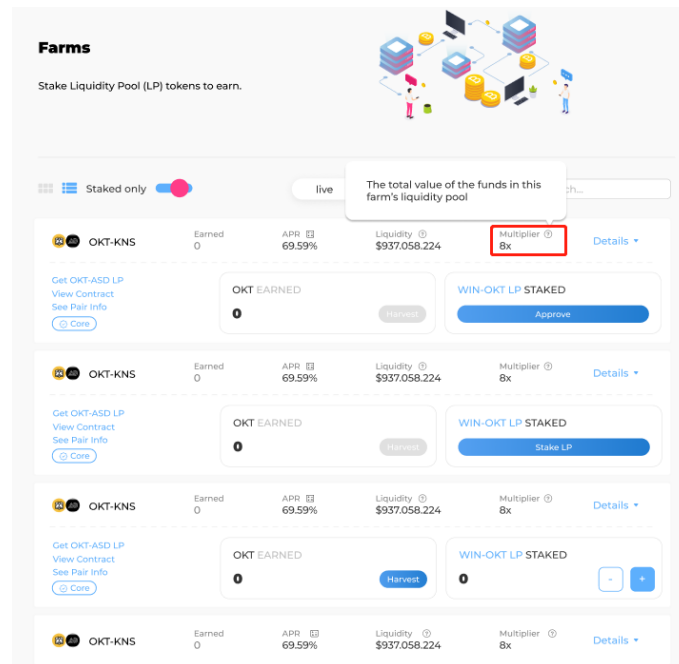 Farms
Stake Liquidity Pool (LP) tokens to earn.
Staked only
live
The total value of the funds in this
farm's liquidity pool
OKT-KNS
Earned
0
APR
69.59%
Liquidity
$937.058.224
Multiplier
8x
Details
Get OKT-ASD LP
View Contract
See Pair Info
Core
OKT EARNED
0
Harvest
WIN-OKT LP STAKED
Approve
OKT-KNS
Earned
0
APR
69.59%
Liquidity
$937.058.224
Multiplier
8x
Details
Get OKT-ASD LP
View Contract
See Pair Info
Core
OKT EARNED
0
Harvest
WIN-OKT LP STAKED
Stake LP
OKT-KNS
Earned
0
APR
69.59%
Liquidity
$937.058.224
Multiplier
8x
Details
Get OKT-ASD LP
View Contract
See Pair Info
Core
OKT EARNED
0
Harvest
WIN-OKT LP STAKED
0
-
+
OKT-KNS
Earned
0
APR
69.59%
Liquidity
$937.058.224
Multiplier
8x
Details